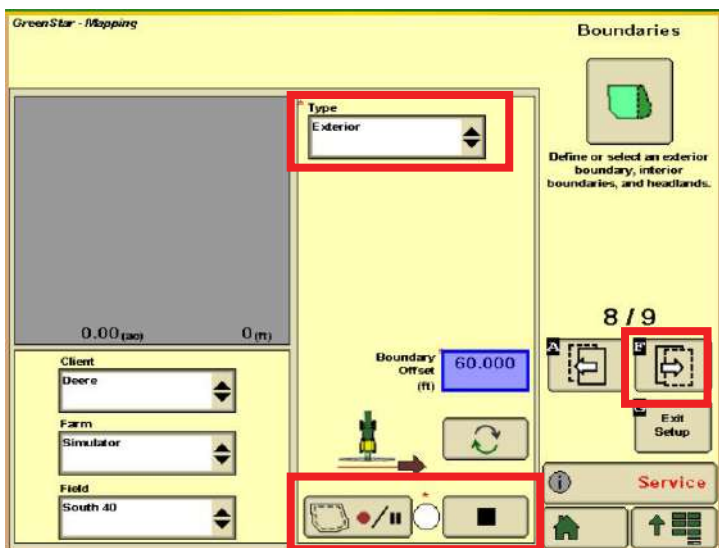 GreenStar - Mapping
Boundaries
Type
Exterior
Define or select an exterior
boundary, interior
boundaries, and headlands.
8 / 9
0.00 (ac)
0 (ft)
Client
Deere
Boundary
Offset
(ft)
60.000
A
F
Farm
Simulator
G
Exit
Setup
Field
South 40
Service